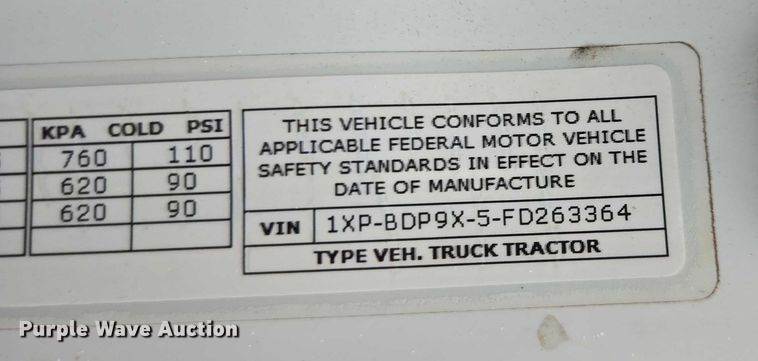 KPA COLD PSI
760 110
620 90
620 90
THIS VEHICLE CONFORMS TO ALL
APPLICABLE FEDERAL MOTOR VEHICLE
SAFETY STANDARDS IN EFFECT ON THE
DATE OF MANUFACTURE
VIN 1XP-BDP9X-5-FD263364
TYPE VEH. TRUCK TRACTOR
Purple Wave Auction